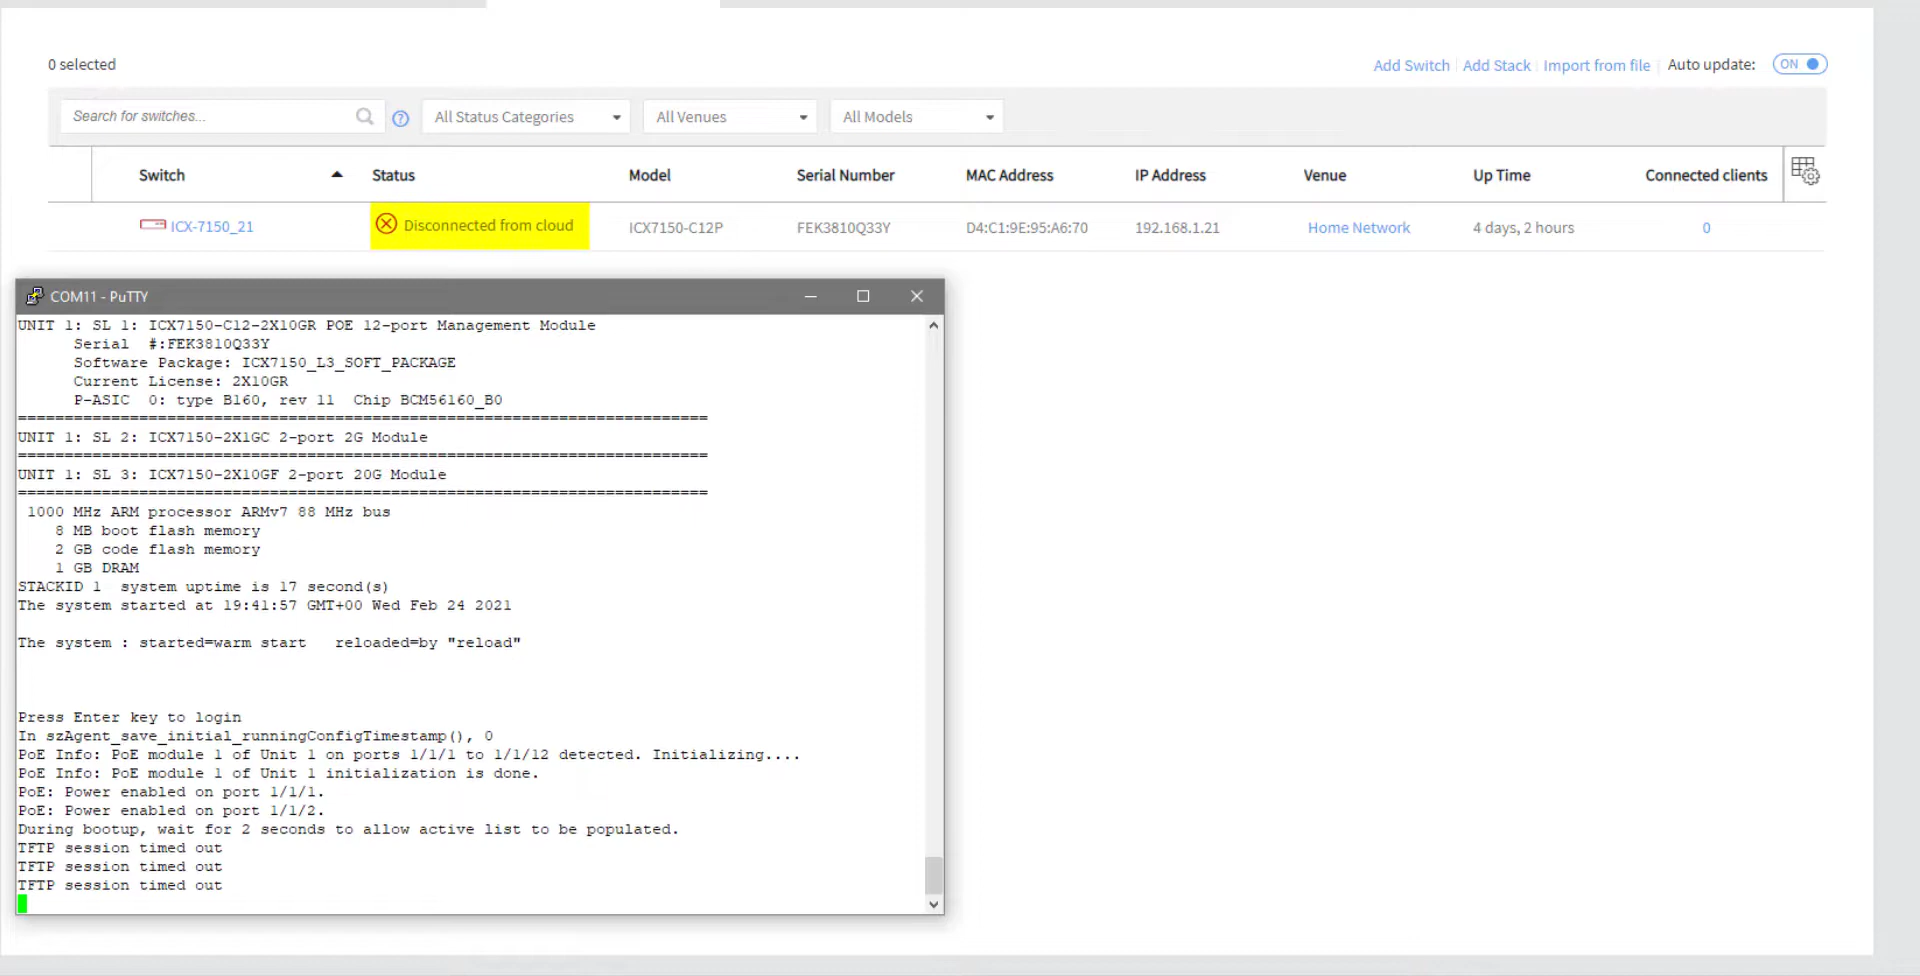 0 selected
Add Switch Add Stack Import from file Auto update: ON
Search for switches... All Status Categories All Venues All Models
Switch Status Model Serial Number MAC Address IP Address Venue Up Time Connected clients
ICX-7150_21 Disconnected from cloud ICX7150-C12P FEK3810Q33Y D4:C1:9E:95:A6:70 192.168.1.21 Home Network 4 days, 2 hours 0
COM11 - PuTTY
UNIT 1: SL 1: ICX7150-C12-2X10GR POE 12-port Management Module
Serial #:FEK3810Q33Y
Software Package: ICX7150_L3_SOFT_PACKAGE
Current License: 2X10GR
P-ASIC 0: type B160, rev 11 Chip BCM56160_B0
==========================================================================
UNIT 1: SL 2: ICX7150-2X1GC 2-port 2G Module
==========================================================================
UNIT 1: SL 3: ICX7150-2X10GF 2-port 20G Module
==========================================================================
1000 MHz ARM processor ARMv7 88 MHz bus
8 MB boot flash memory
2 GB code flash memory
1 GB DRAM
STACKID 1 system uptime is 17 second(s)
The system started at 19:41:57 GMT+00 Wed Feb 24 2021
The system : started=warm start reloaded=by "reload"
Press Enter key to login
In szAgent_save_initial_runningConfigTimestamp(), 0
PoE Info: PoE module 1 of Unit 1 on ports 1/1/1 to 1/1/12 detected. Initializing....
PoE Info: PoE module 1 of Unit 1 initialization is done.
PoE: Power enabled on port 1/1/1.
PoE: Power enabled on port 1/1/2.
During bootup, wait for 2 seconds to allow active list to be populated.
TFTP session timed out
TFTP session timed out
TFTP session timed out